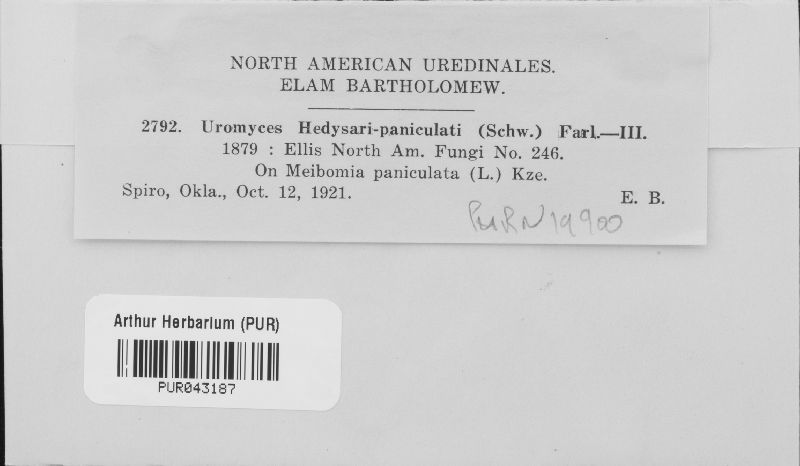 NORTH AMERICAN UREDINALES.
ELAM BARTHOLOMEW.
2792. Uromyces Hedysari-paniculati (Schw.) Farl.—III.
1879 : Ellis North Am. Fungi No. 246.
On Meibomia paniculata (L.) Kze.
Spiro, Okla., Oct. 12, 1921. E. B.
PURN19900
Arthur Herbarium (PUR)
PUR043187